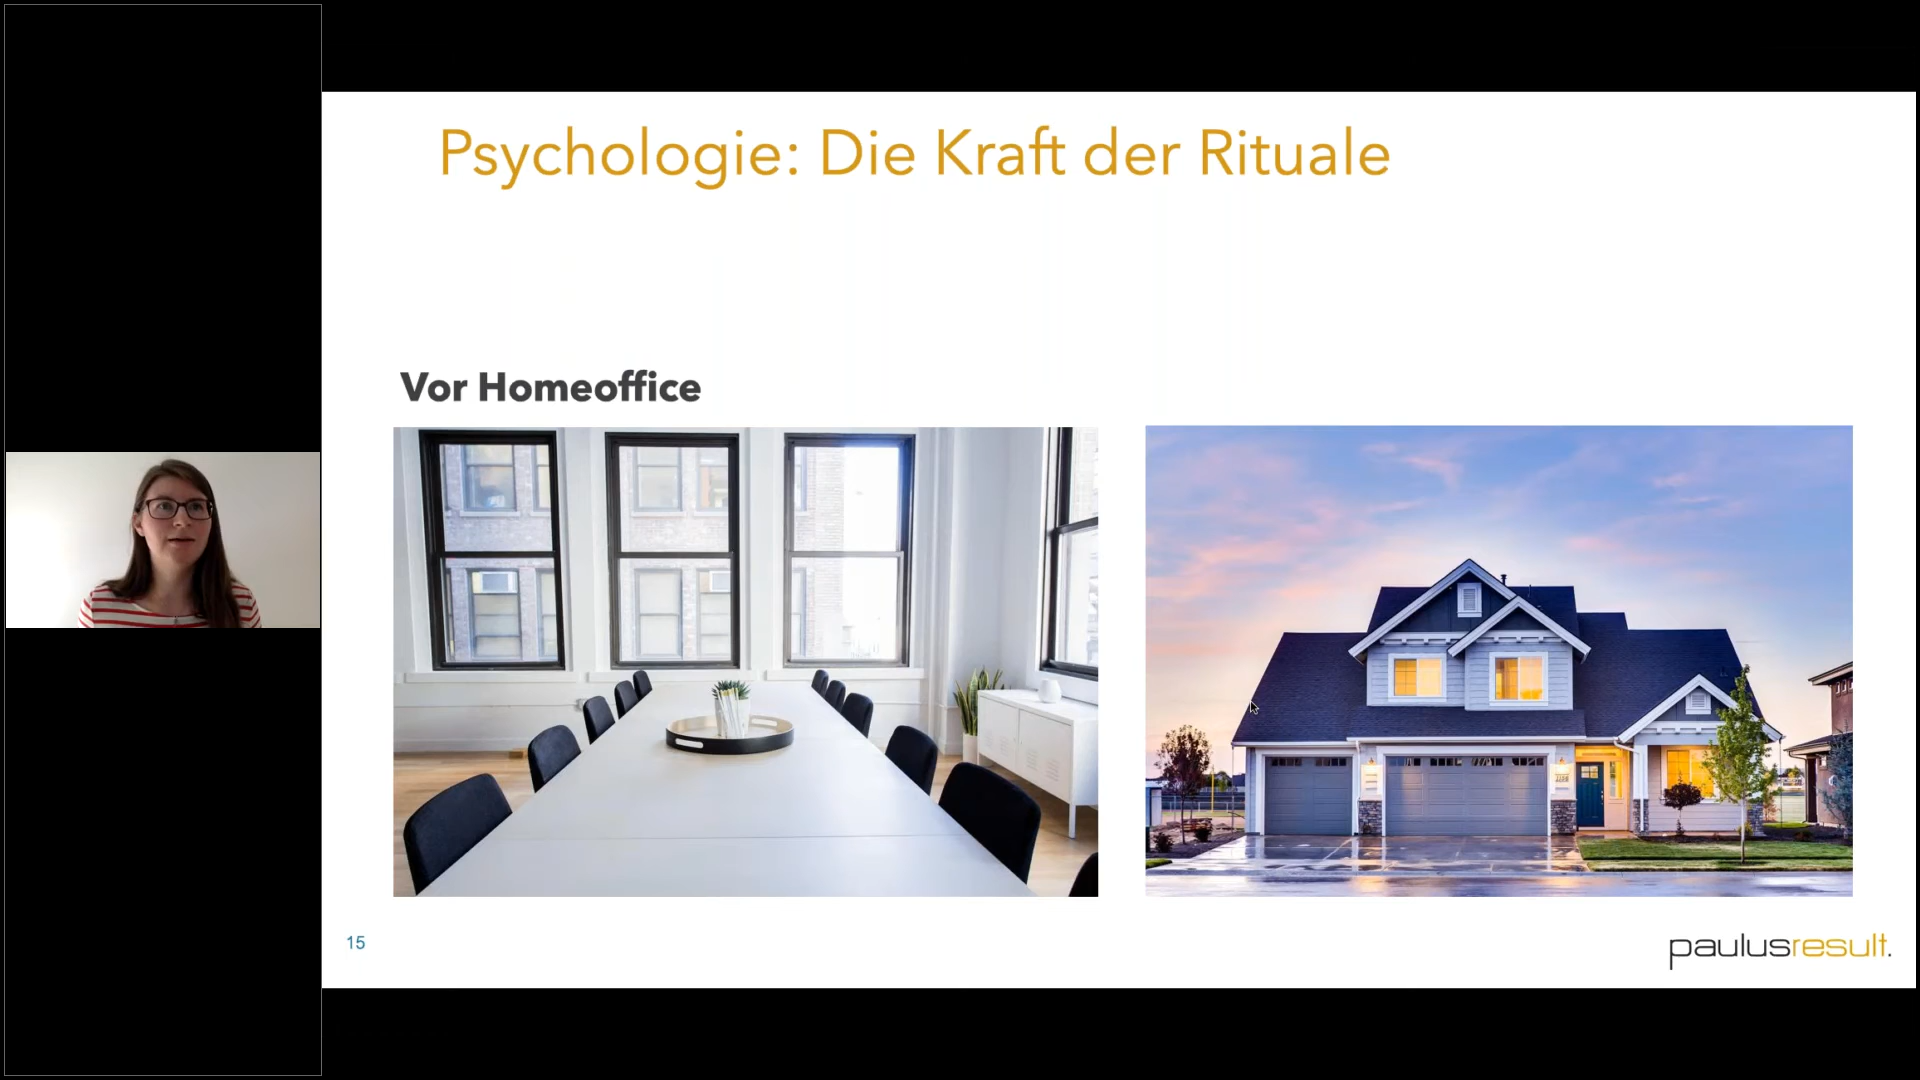 Psychologie: Die Kraft der Rituale
Vor Homeoffice
15
paulusresult.